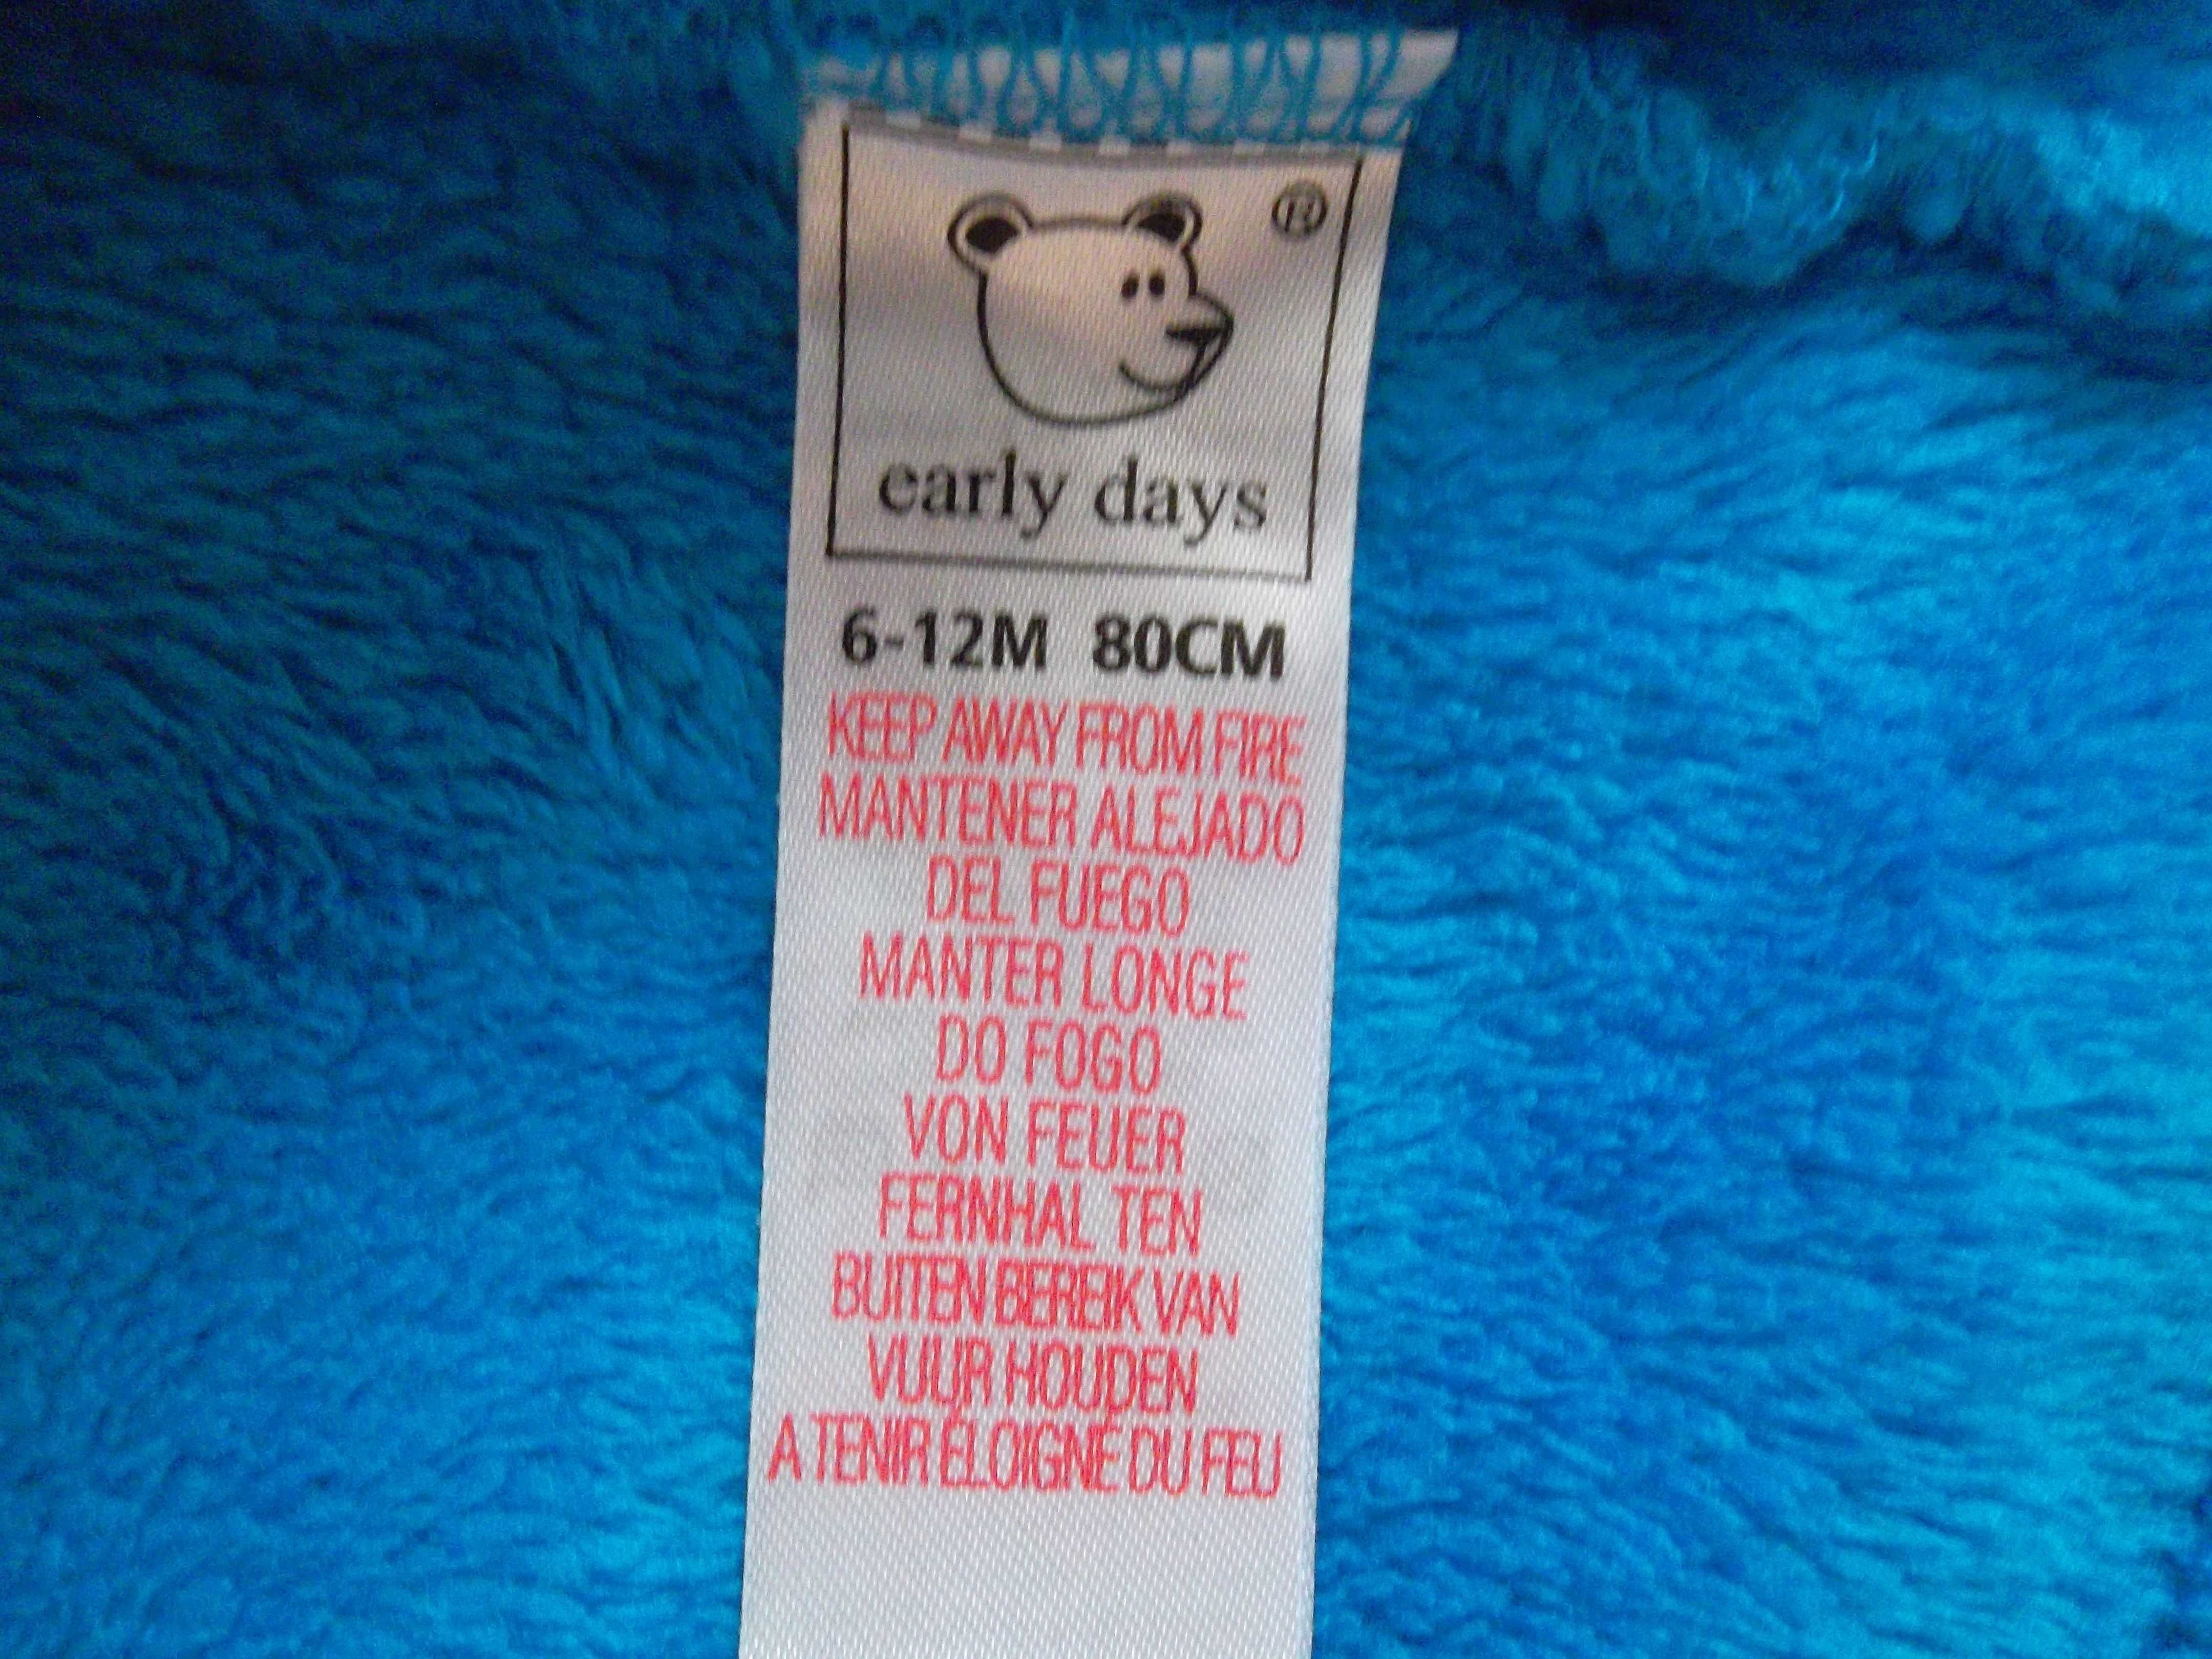 ®
early days
6-12M 80CM
KEEP AWAY FROM FIRE
MANTENER ALEJADO
DEL FUEGO
MANTER LONGE
DO FOGO
VON FEUER
FERNHAL TEN
BUITEN BEREIK VAN
VUUR HOUDEN
A TENIR ÉLOIGNÉ DU FEU